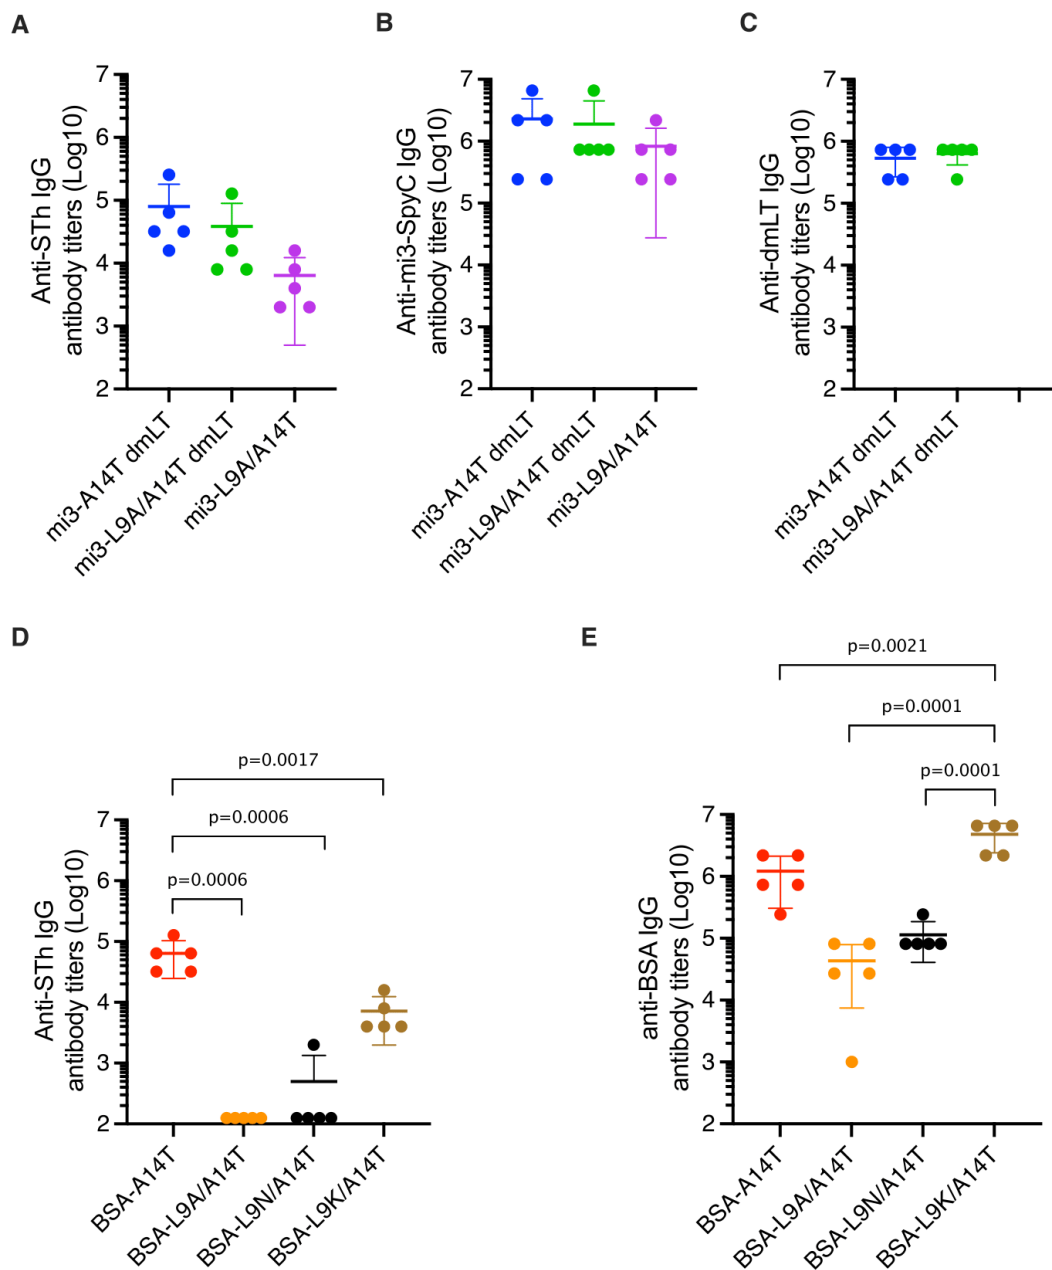 A
Anti-STh IgG
antibody titers (Log10)
7
6
5
4
3
2
mi3-A14T dmLT
mi3-L9A/A14T dmLT
mi3-L9A/A14T
B
Anti-mi3-SpyC IgG
antibody titers (Log10)
7
6
5
4
3
2
mi3-A14T dmLT
mi3-L9A/A14T dmLT
mi3-L9A/A14T
C
Anti-dmLT IgG
antibody titers (Log10)
7
6
5
4
3
2
mi3-A14T dmLT
mi3-L9A/A14T dmLT
D
p=0.0017
p=0.0006
p=0.0006
Anti-STh IgG
antibody titers (Log10)
7
6
5
4
3
2
BSA-A14T
BSA-L9A/A14T
BSA-L9N/A14T
BSA-L9K/A14T
E
p=0.0021
p=0.0001
p=0.0001
anti-BSA IgG
antibody titers (Log10)
7
6
5
4
3
2
BSA-A14T
BSA-L9A/A14T
BSA-L9N/A14T
BSA-L9K/A14T